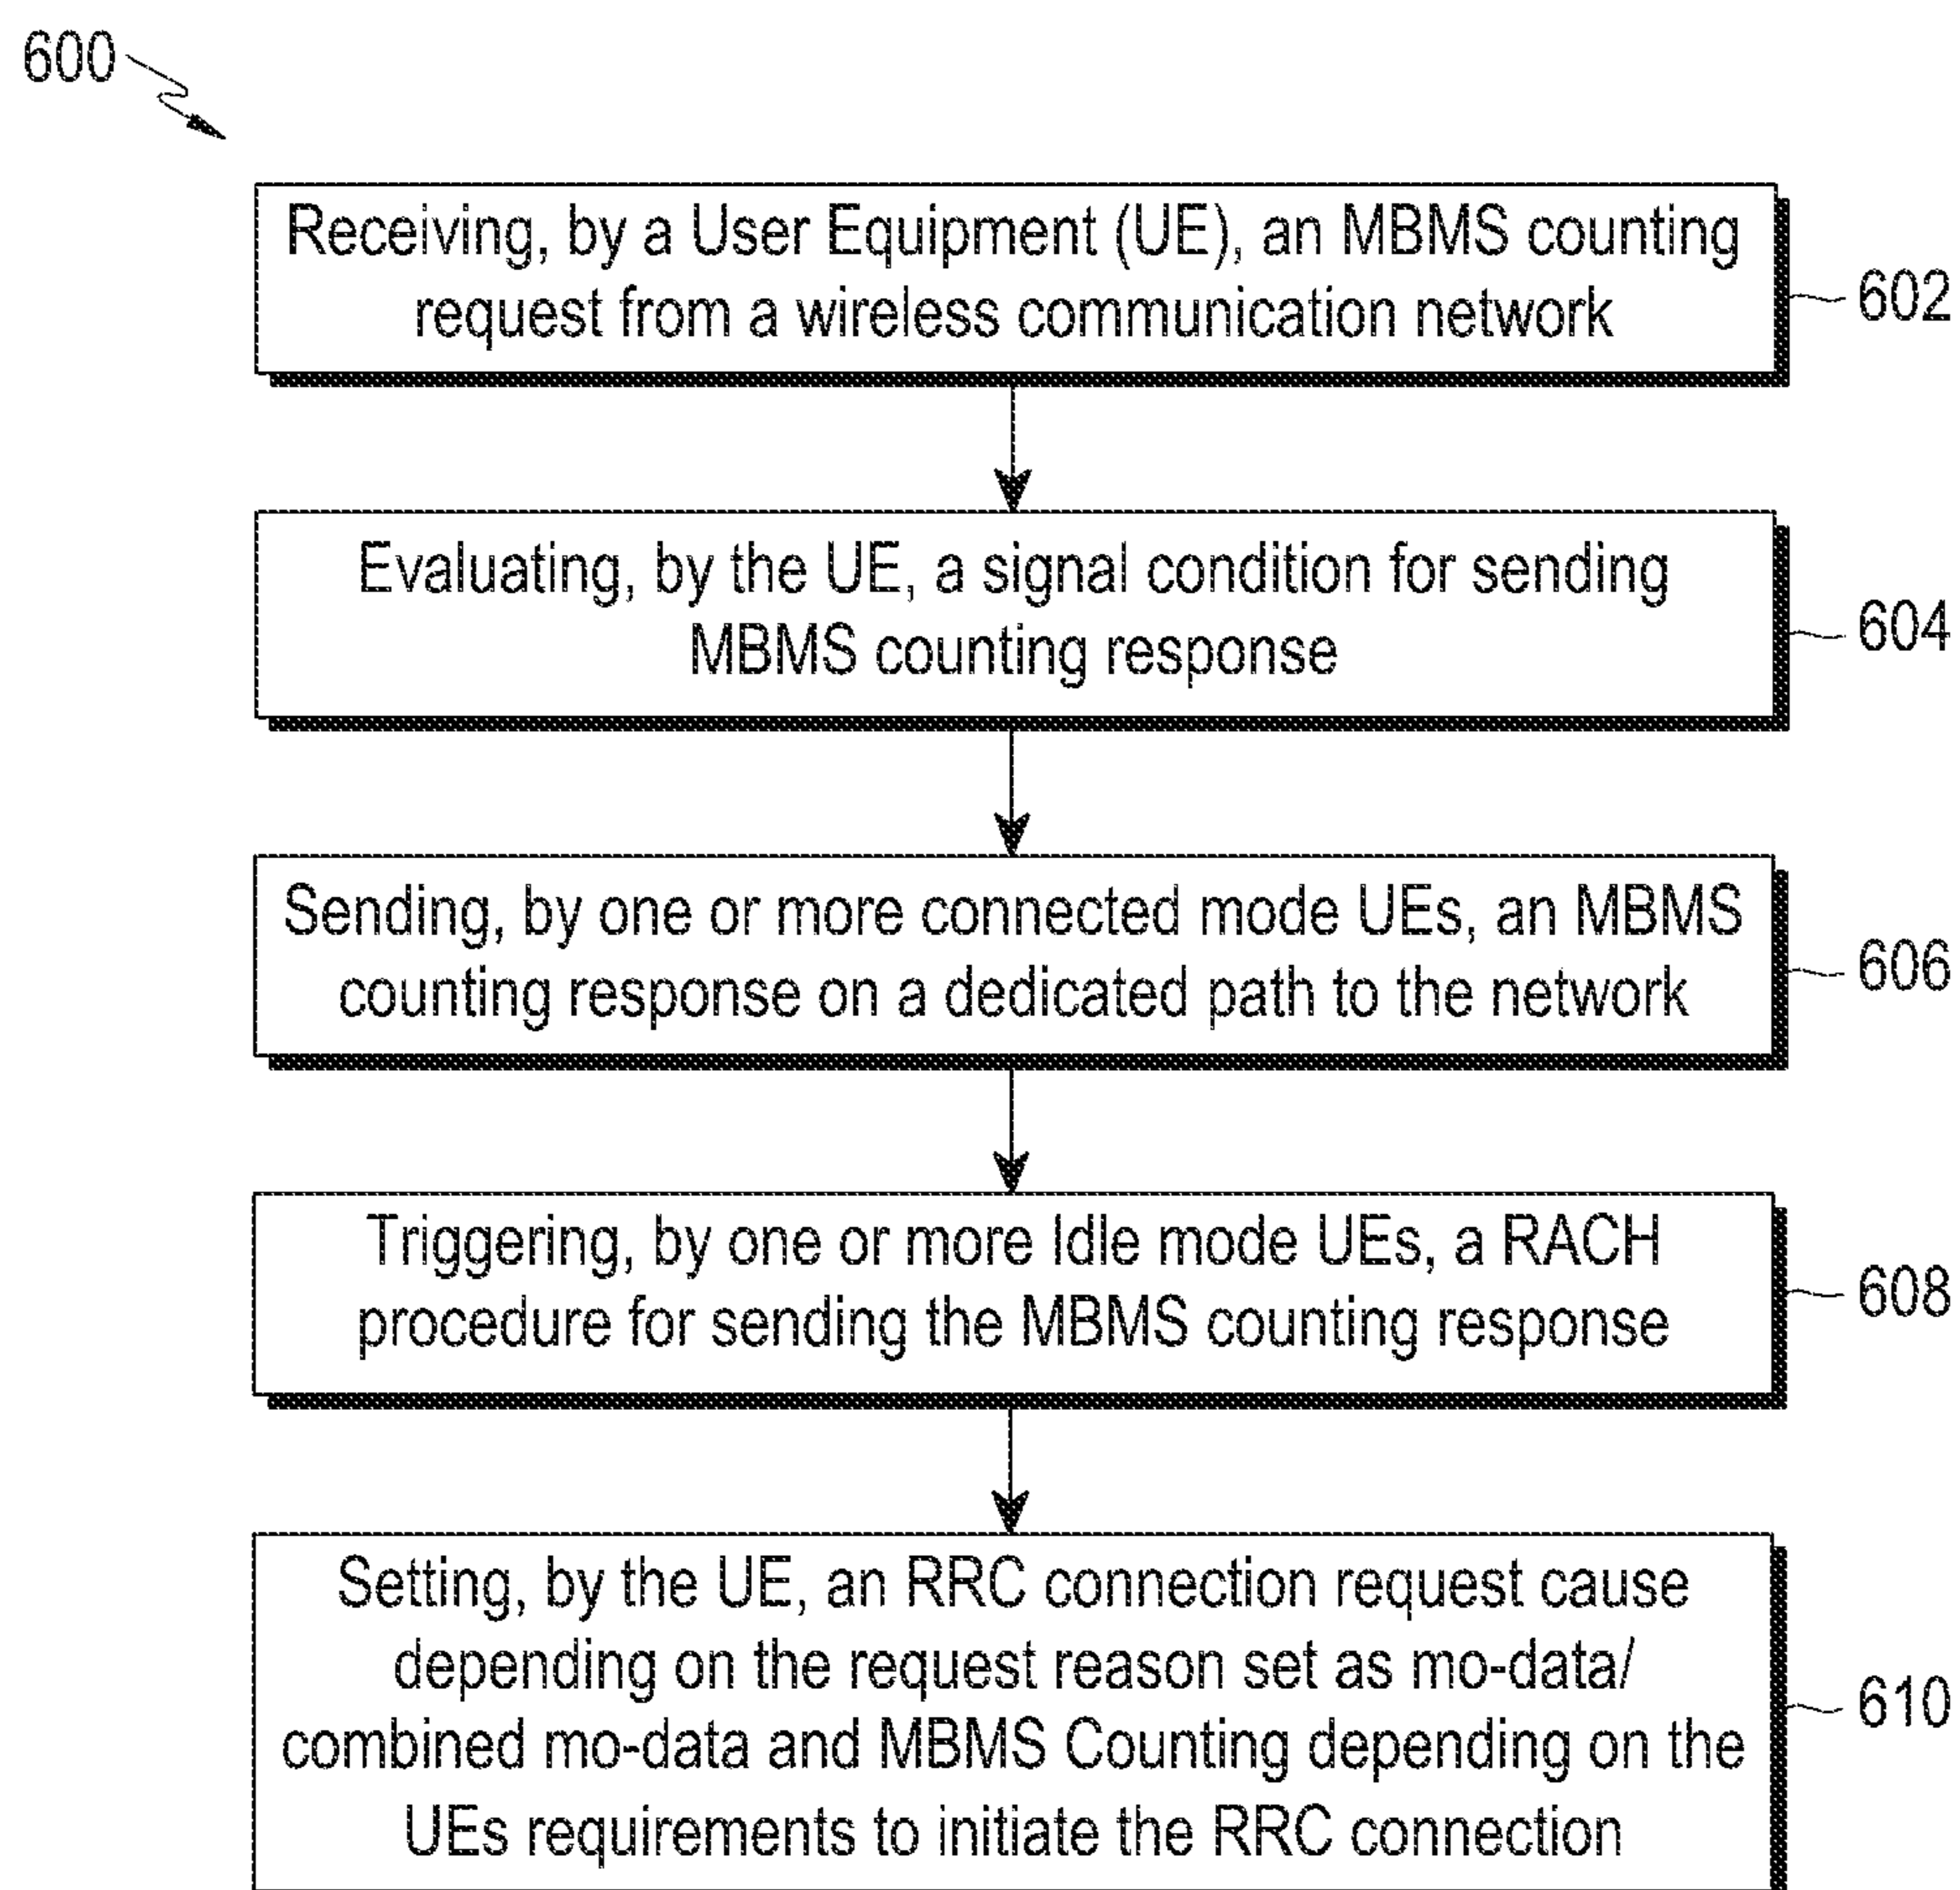 600
Receiving, by a User Equipment (UE), an MBMS counting
request from a wireless communication network
602
Evaluating, by the UE, a signal condition for sending
MBMS counting response
604
Sending, by one or more connected mode UEs, an MBMS
counting response on a dedicated path to the network
606
Triggering, by one or more Idle mode UEs, a RACH
procedure for sending the MBMS counting response
608
Setting, by the UE, an RRC connection request cause
depending on the request reason set as mo-data/
combined mo-data and MBMS Counting depending on the
UEs requirements to initiate the RRC connection
610